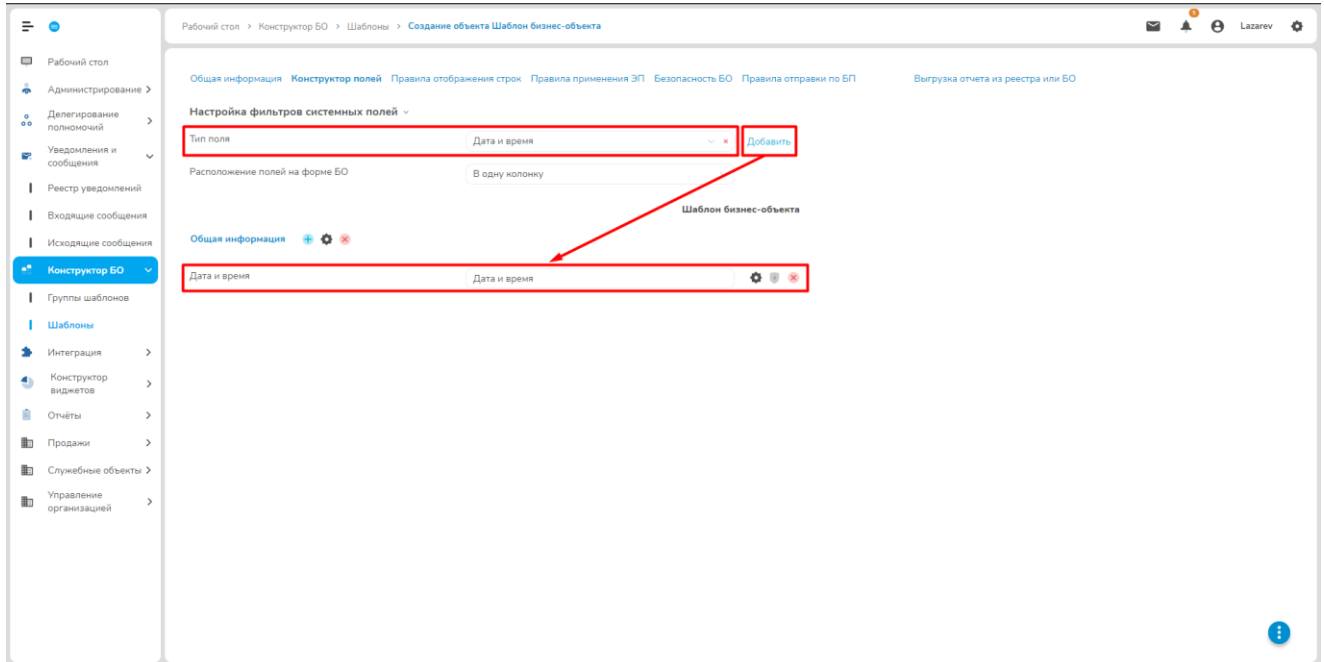 Рабочий стол > Конструктор БО > Шаблоны > Создание объекта Шаблон бизнес-объекта
1
Lazarev
Рабочий стол
Администрирование
Делегирование
полномочий
Уведомления и
сообщения
Реестр уведомлений
Входящие сообщения
Исходящие сообщения
Конструктор БО
Группы шаблонов
Шаблоны
Интеграция
Конструктор
виджетов
Отчёты
Продажи
Служебные объекты
Управление
организацией
Общая информация Конструктор полей Правила отображения строк Правила применения ЭП Безопасность БО Правила отправки по БП Выгрузка отчета из реестра или БО
Настройка фильтров системных полей
Тип поля Дата и время Добавить
Расположение полей на форме БО В одну колонку
Шаблон бизнес-объекта
Общая информация
Дата и время Дата и время